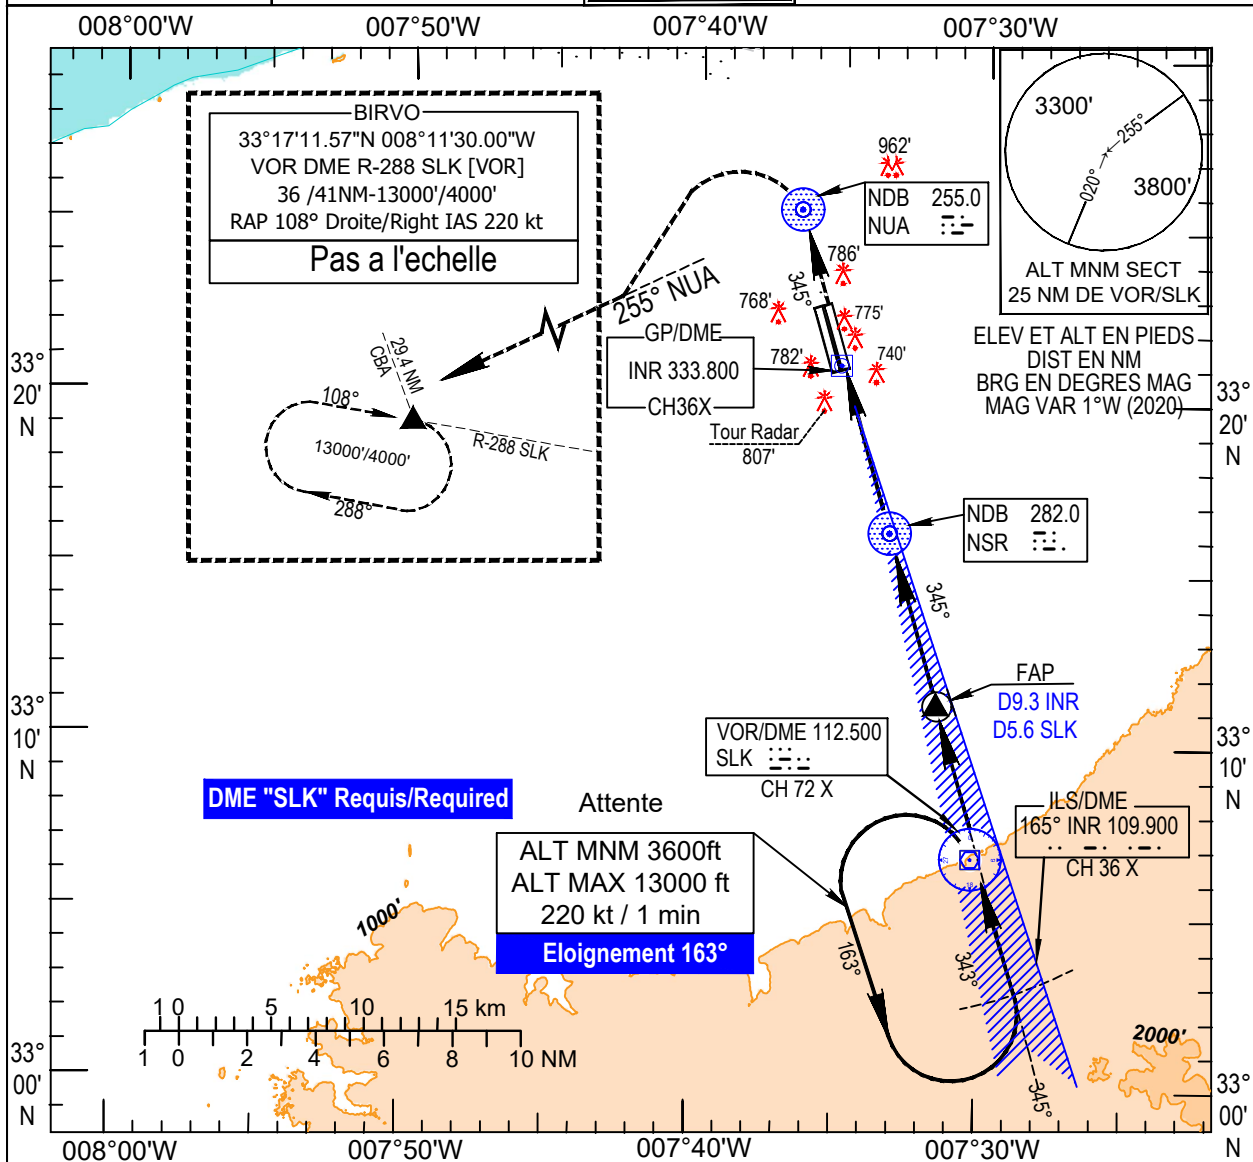 008°00'W 007°50'W 007°40'W 007°30'W
BIRVO
33°17'11.57"N 008°11'30.00"W
VOR DME R-288 SLK [VOR]
36 /41NM-13000'/4000'
RAP 108° Droite/Right IAS 220 kt
Pas a l'echelle
255° NUA
29.4 NM
CBA
108°
13000'/4000'
R-288 SLK
288°
962'
NDB 255.0
NUA
3300'
255°
020°
3800'
ALT MNM SECT
25 NM DE VOR/SLK
786'
345°
768'
775'
GP/DME
INR 333.800
CH36X
782'
740'
Tour Radar
807'
ELEV ET ALT EN PIEDS
DIST EN NM
BRG EN DEGRES MAG
MAG VAR 1°W (2020)
33°
20'
N
33°
20'
N
NDB 282.0
NSR
345°
FAP
D9.3 INR
D5.6 SLK
33°
10'
N
33°
10'
N
VOR/DME 112.500
SLK
CH 72 X
DME "SLK" Requis/Required
Attente
ALT MNM 3600ft
ALT MAX 13000 ft
220 kt / 1 min
Eloignement 163°
ILS/DME
165° INR 109.900
CH 36 X
1000'
163°
343°
345°
2000'
1 0 5 10 15 km
1 0 2 4 6 8 10 NM
33°
00'
N
33°
00'
N
008°00'W 007°50'W 007°40'W 007°30'W